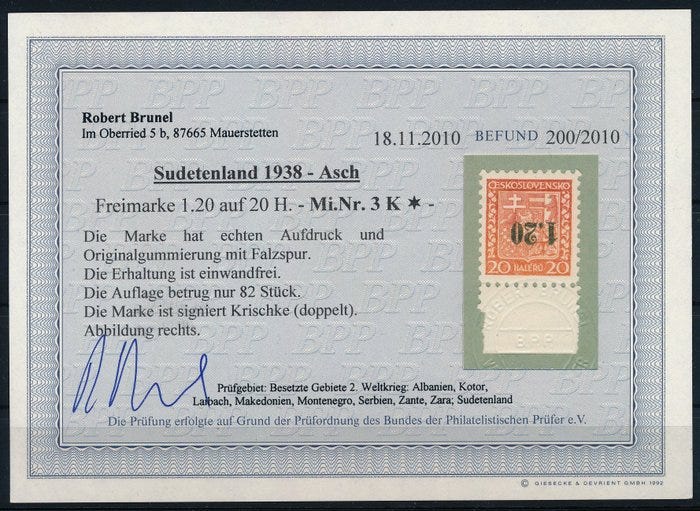 Robert Brunel
Im Oberried 5 b, 87665 Mauerstetten
18.11.2010 BEFUND 200/2010
Sudetenland 1938 - Asch
Freimarke 1.20 auf 20 H. - Mi.Nr. 3 K ✶ -
Die Marke hat echten Aufdruck und
Originalgummierung mit Falzspur.
Die Erhaltung ist einwandfrei.
Die Auflage betrug nur 82 Stück.
Die Marke ist signiert Krischke (doppelt).
Abbildung rechts.
ČESKOSLOVENSKO
1.20
20 HALÉŘŮ 20
ROBERT BRUNEL
BPP
Prüfgebiet: Besetzte Gebiete 2. Weltkrieg: Albanien, Kotor,
Laibach, Makedonien, Montenegro, Serbien, Zante, Zara; Sudetenland
Die Prüfung erfolgte auf Grund der Prüfordnung des Bundes der Philatelistischen Prüfer e.V.
© GIESECKE & DEVRIENT GMBH 1992